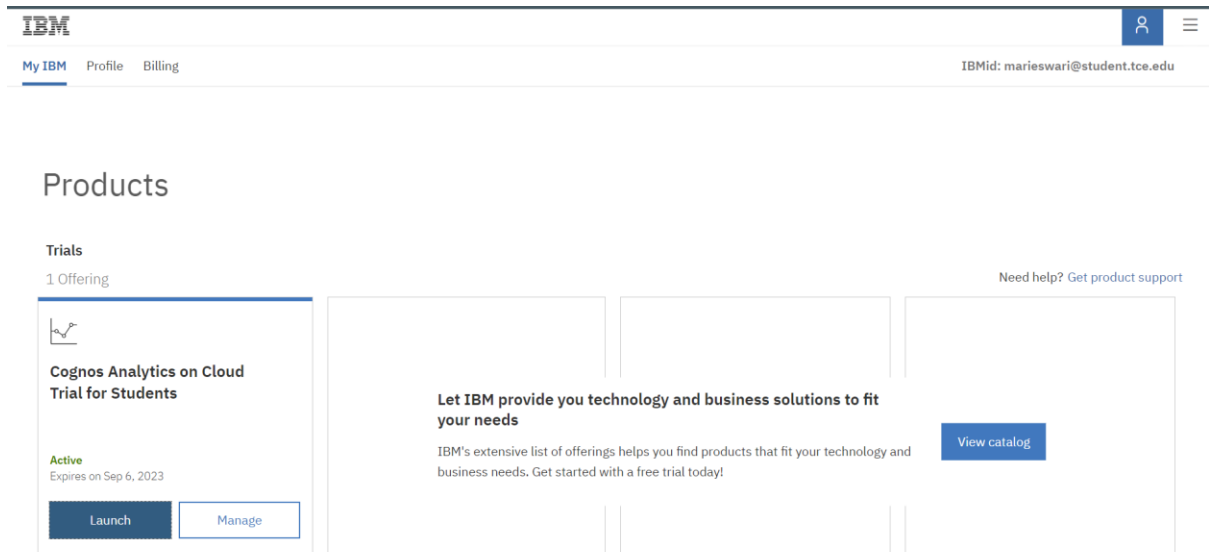 IBM
My IBM Profile Billing IBMid: marieswari@student.tce.edu
Products
Trials
1 Offering
Need help? Get product support
Cognos Analytics on Cloud
Trial for Students
Active
Expires on Sep 6, 2023
Launch Manage
Let IBM provide you technology and business solutions to fit
your needs
IBM's extensive list of offerings helps you find products that fit your technology and
business needs. Get started with a free trial today!
View catalog